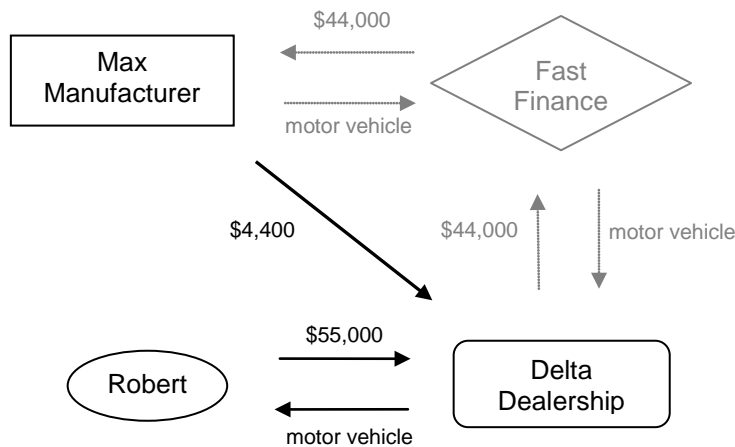 $44,000
Max
Manufacturer
Fast
Finance
motor vehicle
$4,400
$44,000
motor vehicle
$55,000
Robert
Delta
Dealership
motor vehicle